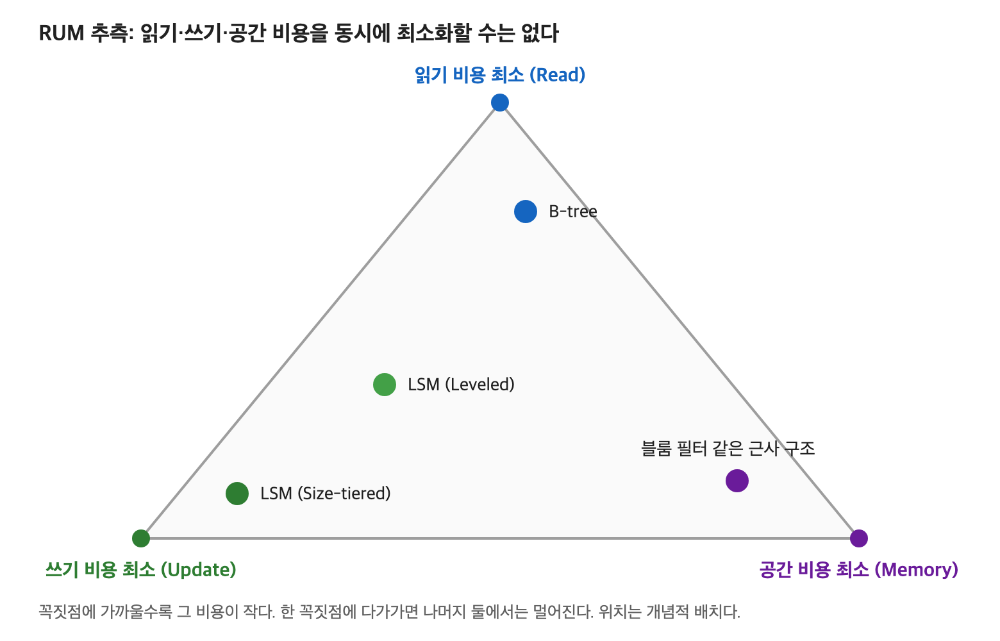 RUM 추측: 읽기·쓰기·공간 비용을 동시에 최소화할 수는 없다
읽기 비용 최소 (Read)
B-tree
LSM (Leveled)
블룸 필터 같은 근사 구조
LSM (Size-tiered)
쓰기 비용 최소 (Update)
공간 비용 최소 (Memory)
꼭짓점에 가까울수록 그 비용이 작다. 한 꼭짓점에 다가가면 나머지 둘에서는 멀어진다. 위치는 개념적 배치다.